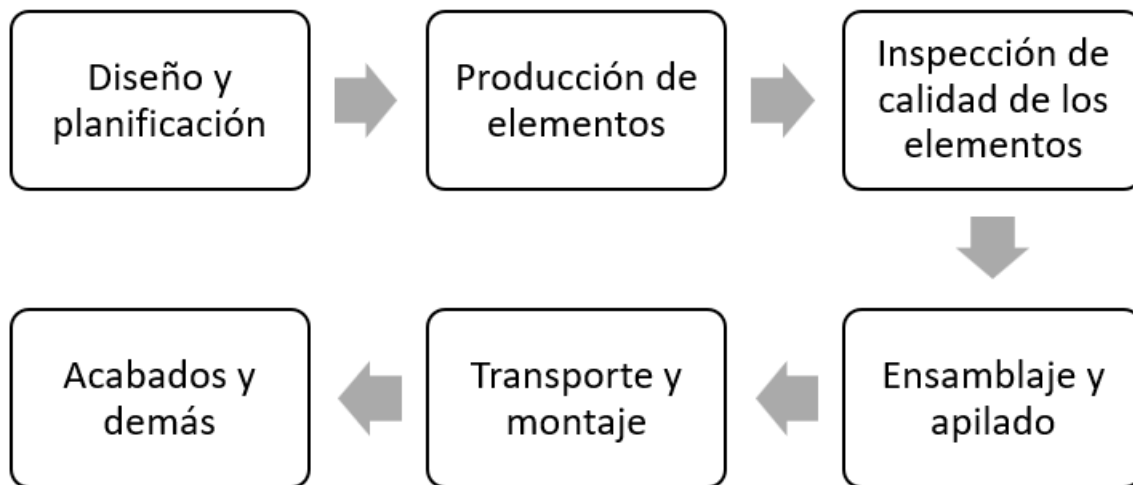 Diseño y
planificación
Producción de
elementos
Inspección de
calidad de los
elementos
Ensamblaje y
apilado
Transporte y
montaje
Acabados y
demás